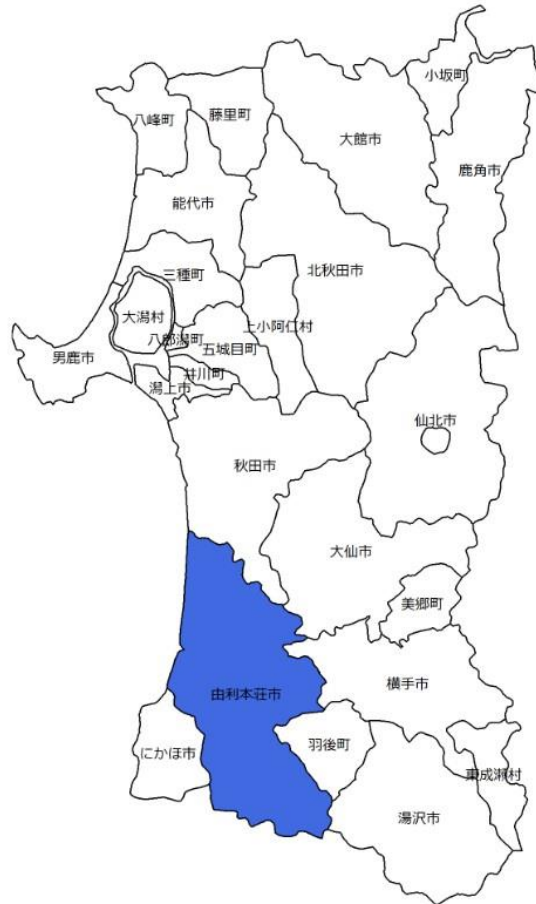 小坂町
藤里町
八峰町
大館市
鹿角市
能代市
北秋田市
三種町
大潟村
上小阿仁村
八郎潟町
五城目町
男鹿市
井川町
潟上市
仙北市
秋田市
大仙市
美郷町
横手市
由利本荘市
羽後町
にかほ市
東成瀬村
湯沢市